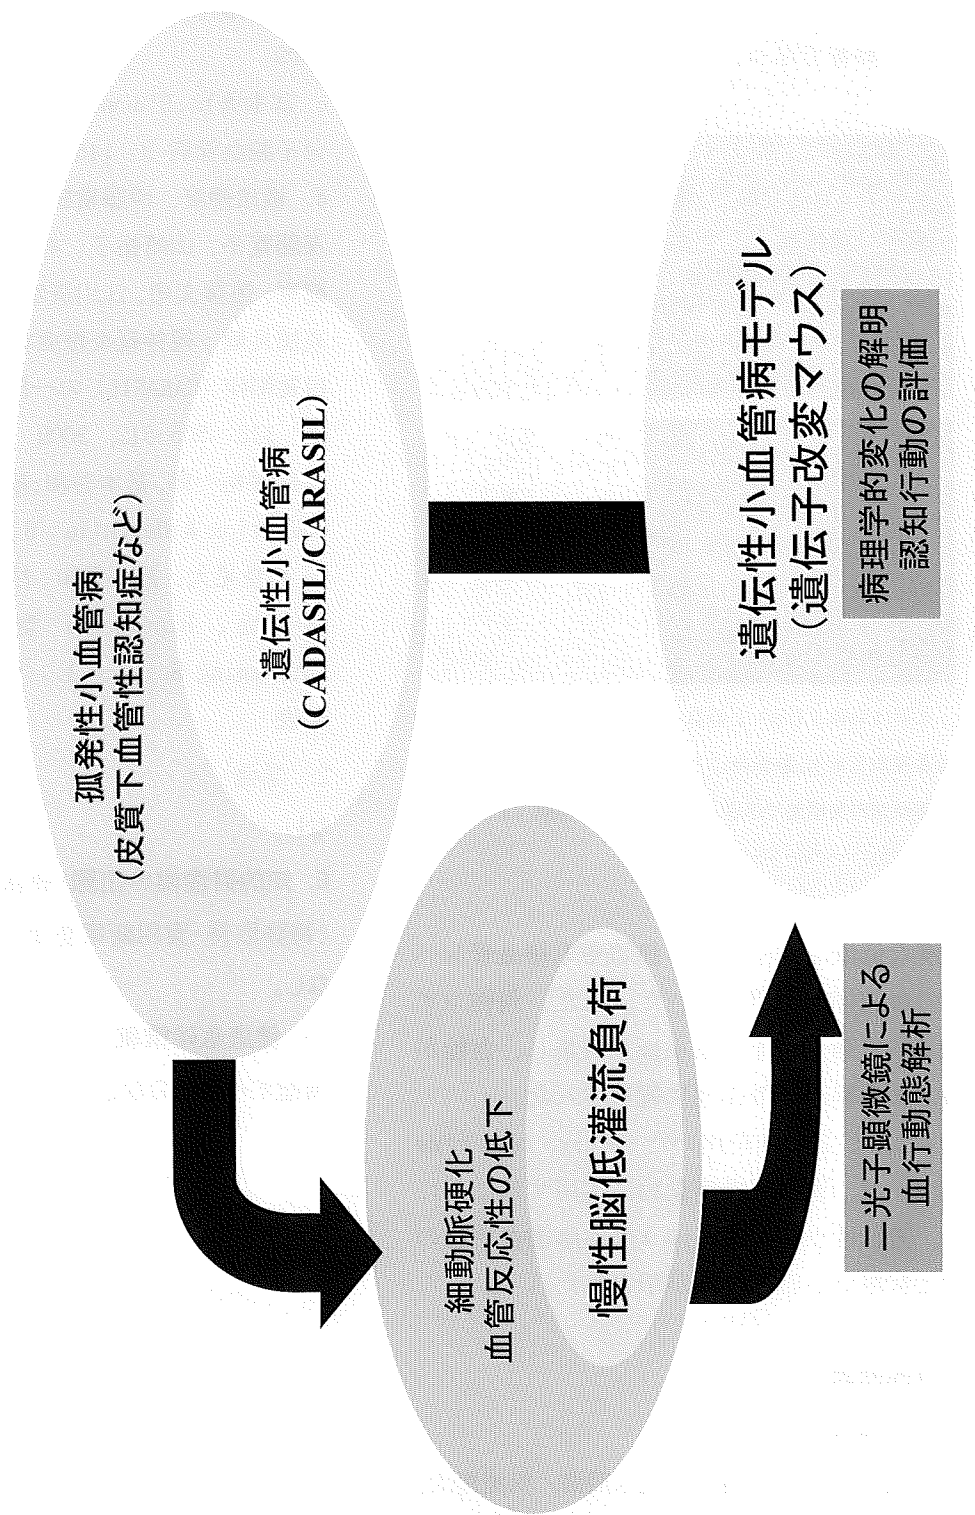 孤発性小血管病
（皮質下血管性認知症など）
遺伝性小血管病
（CADASIL/CARASIL）
細動脈硬化
血管反応性の低下
慢性脳低灌流負荷
遺伝性小血管病モデル
（遺伝子改変マウス）
病理学的変化の解明
認知行動の評価
二光子顕微鏡による
血行動態解析